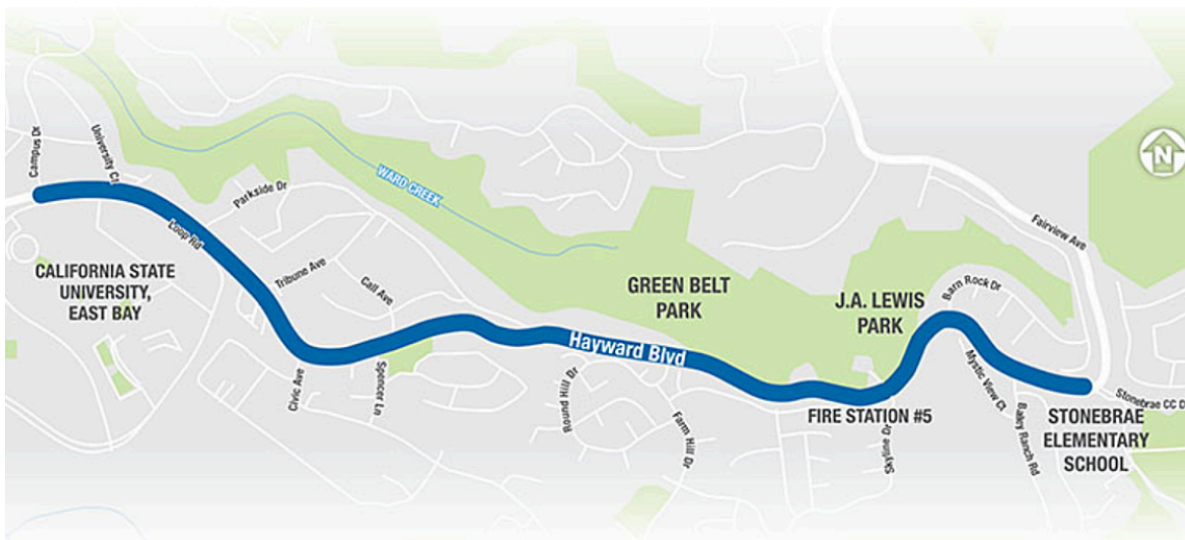 Campus Dr
University Ct
Parkside Dr
WARD CREEK
N
Fairview Ave
Loop Rd
CALIFORNIA STATE
UNIVERSITY,
EAST BAY
Tribune Ave
Call Ave
GREEN BELT
PARK
J.A. LEWIS
PARK
Barn Rock Dr
Hayward Blvd
Civic Ave
Spencer Ln
Round Hill Dr
Farm Hill Dr
FIRE STATION #5
Skyline Dr
Mystic View Ct
Bailey Ranch Rd
Stonebrae CC D
STONEBRAE
ELEMENTARY
SCHOOL